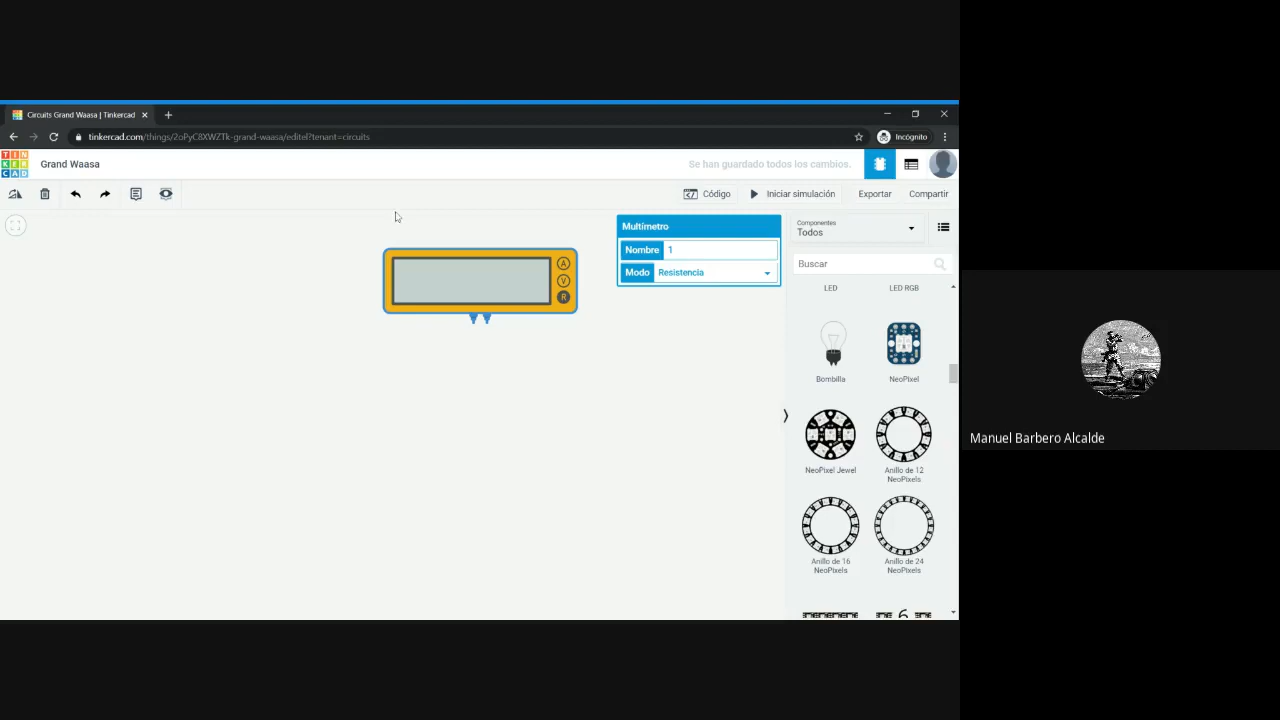 Circuits Grand Waasa | Tinkercad
tinkercad.com/things/2oPyC8XWZTk-grand-waasa/editel?tenant=circuits
Incógnito
TIN
KER
CAD
Grand Waasa
Se han guardado todos los cambios.
Código
Iniciar simulación
Exportar
Compartir
Multímetro
Nombre 1
Modo Resistencia
A
V
R
Componentes
Todos
Buscar
LED
LED RGB
Bombilla
NeoPixel
NeoPixel Jewel
Anillo de 12
NeoPixels
Anillo de 16
NeoPixels
Anillo de 24
NeoPixels
Manuel Barbero Alcalde